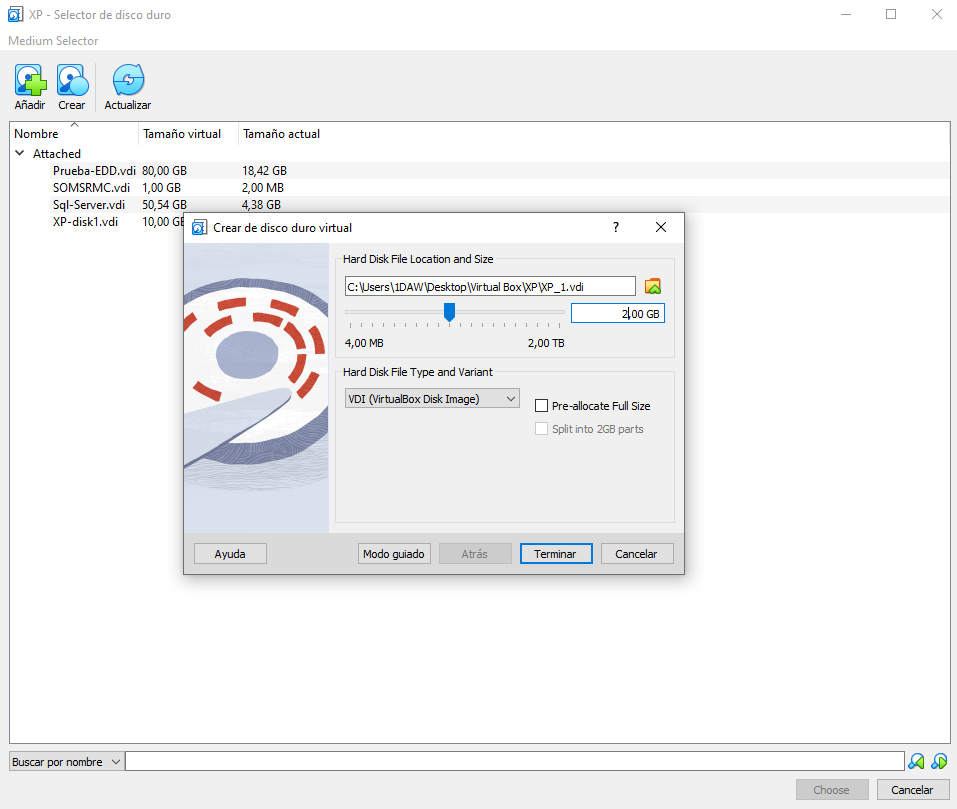 XP - Selector de disco duro
Medium Selector
Añadir Crear Actualizar
Nombre Tamaño virtual Tamaño actual
Attached
Prueba-EDD.vdi 80,00 GB 18,42 GB
SOMSRMC.vdi 1,00 GB 2,00 MB
Sql-Server.vdi 50,54 GB 4,38 GB
XP-disk1.vdi 10,00 GB
Crear de disco duro virtual ?
Hard Disk File Location and Size
C:\Users\1DAW\Desktop\Virtual Box\XP\XP_1.vdi
2,00 GB
4,00 MB 2,00 TB
Hard Disk File Type and Variant
VDI (VirtualBox Disk Image) Pre-allocate Full Size
Split into 2GB parts
Ayuda Modo guiado Atrás Terminar Cancelar
Buscar por nombre
Choose Cancelar